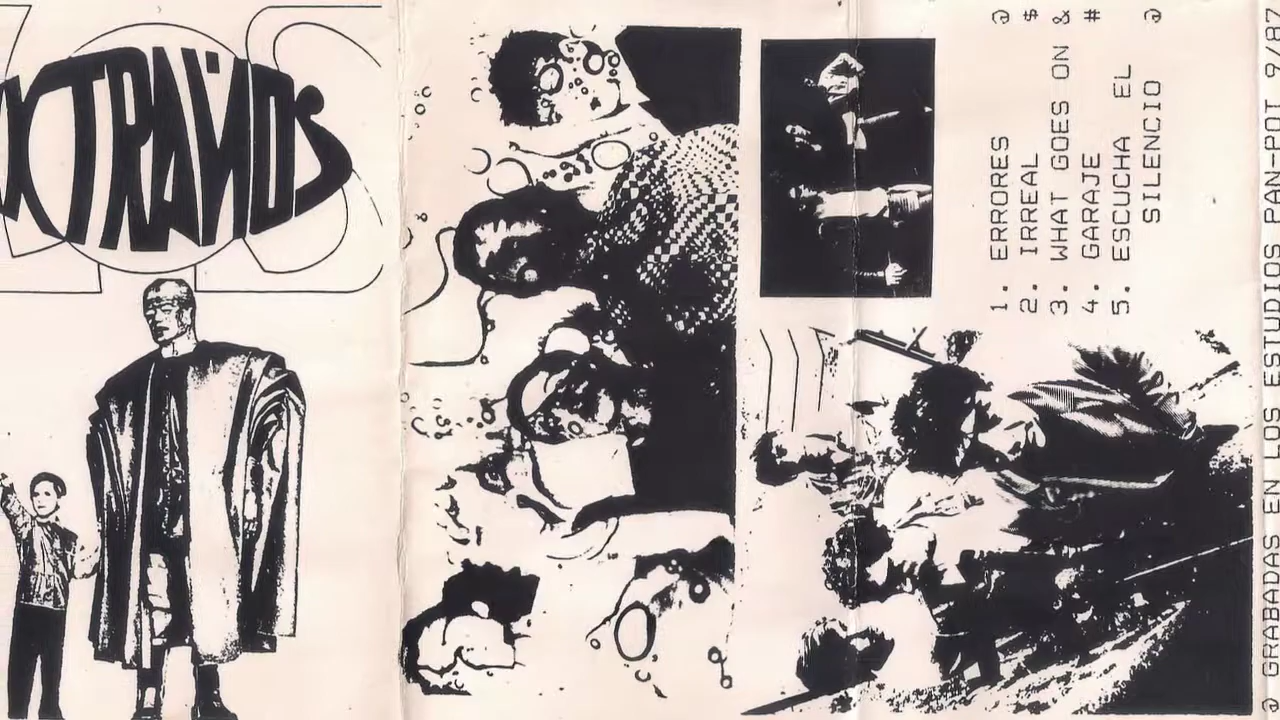 XTRAÑOS
1. ERRORES @
2. IRREAL $
3. WHAT GOES ON &
4. GARAJE #
5. ESCUCHA EL
SILENCIO @
@ GRABADAS EN LOS ESTUDIOS PAN-POT 9/87